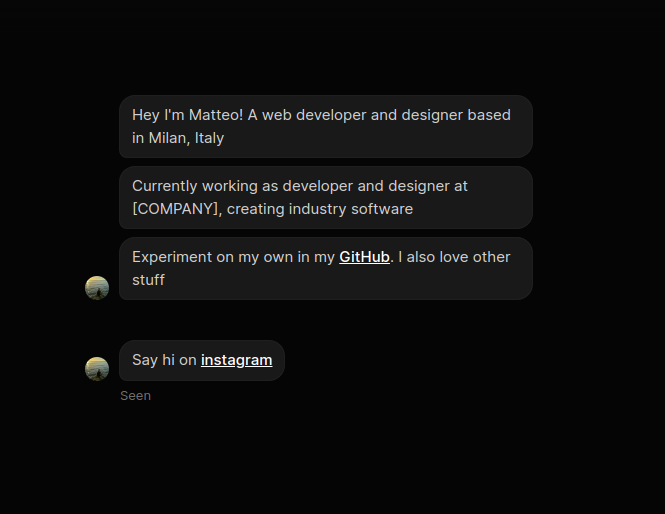 Hey I'm Matteo! A web developer and designer based
in Milan, Italy
Currently working as developer and designer at
[COMPANY], creating industry software
Experiment on my own in my GitHub. I also love other
stuff
Say hi on instagram
Seen